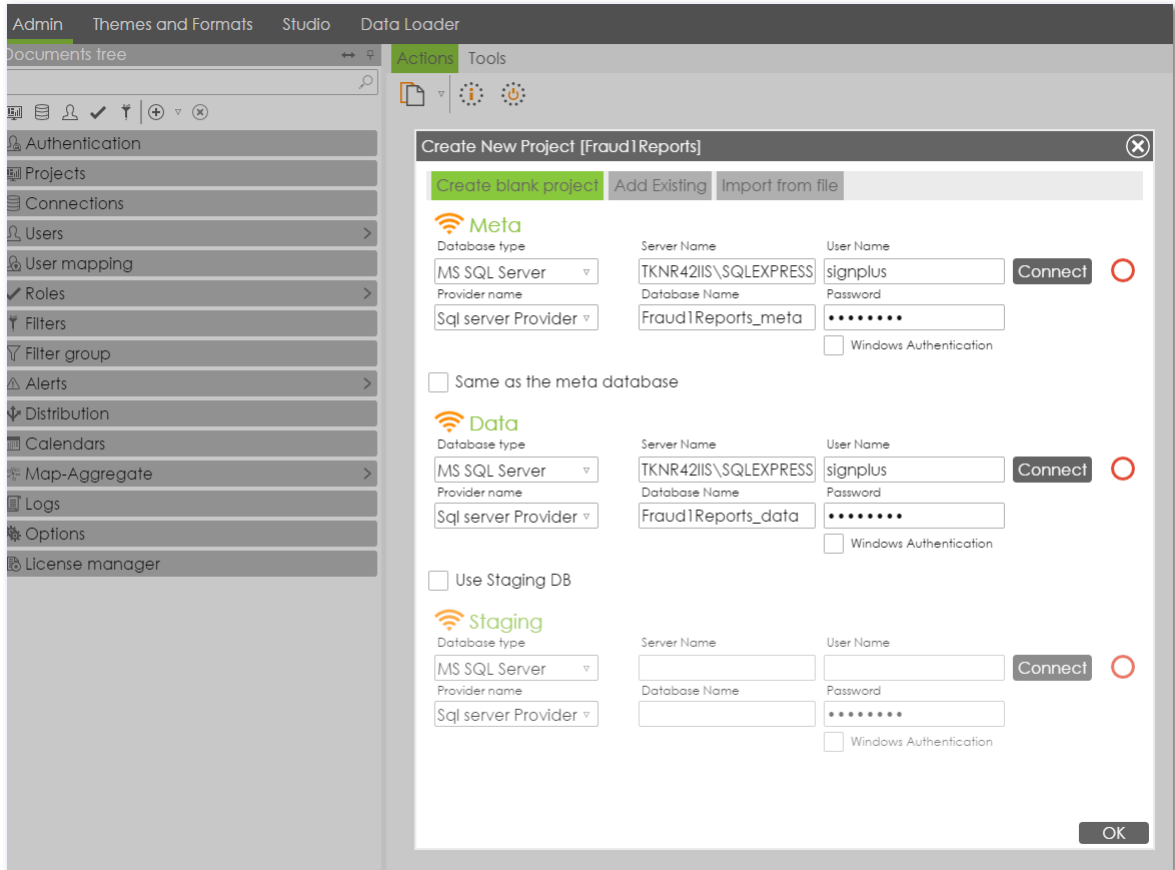 Admin Themes and Formats Studio Data Loader
Documents tree
Actions Tools
Authentication
Projects
Connections
Users
User mapping
Roles
Filters
Filter group
Alerts
Distribution
Calendars
Map-Aggregate
Logs
Options
License manager
Create New Project [Fraud1Reports]
Create blank project Add Existing Import from file
Meta
Database type Server Name User Name
MS SQL Server TKNR42IIS\SQLEXPRESS signplus Connect
Provider name Database Name Password
Sql server Provider Fraud1Reports_meta ••••••••
Windows Authentication
Same as the meta database
Data
Database type Server Name User Name
MS SQL Server TKNR42IIS\SQLEXPRESS signplus Connect
Provider name Database Name Password
Sql server Provider Fraud1Reports_data ••••••••
Windows Authentication
Use Staging DB
Staging
Database type Server Name User Name
MS SQL Server Connect
Provider name Database Name Password
Sql server Provider ••••••••
Windows Authentication
OK